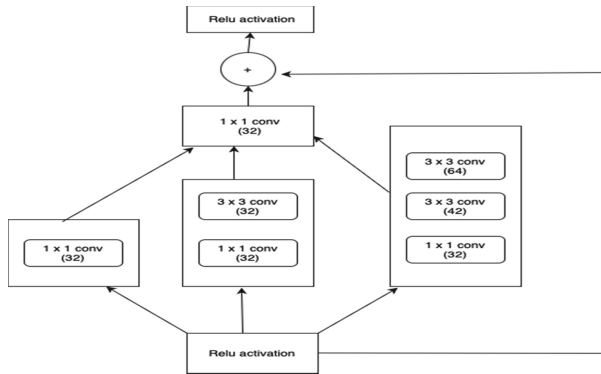 Relu activation
+
1 x 1 conv
(32)
3 x 3 conv
(64)
3 x 3 conv
(32)
3 x 3 conv
(42)
1 x 1 conv
(32)
1 x 1 conv
(32)
1 x 1 conv
(32)
Relu activation